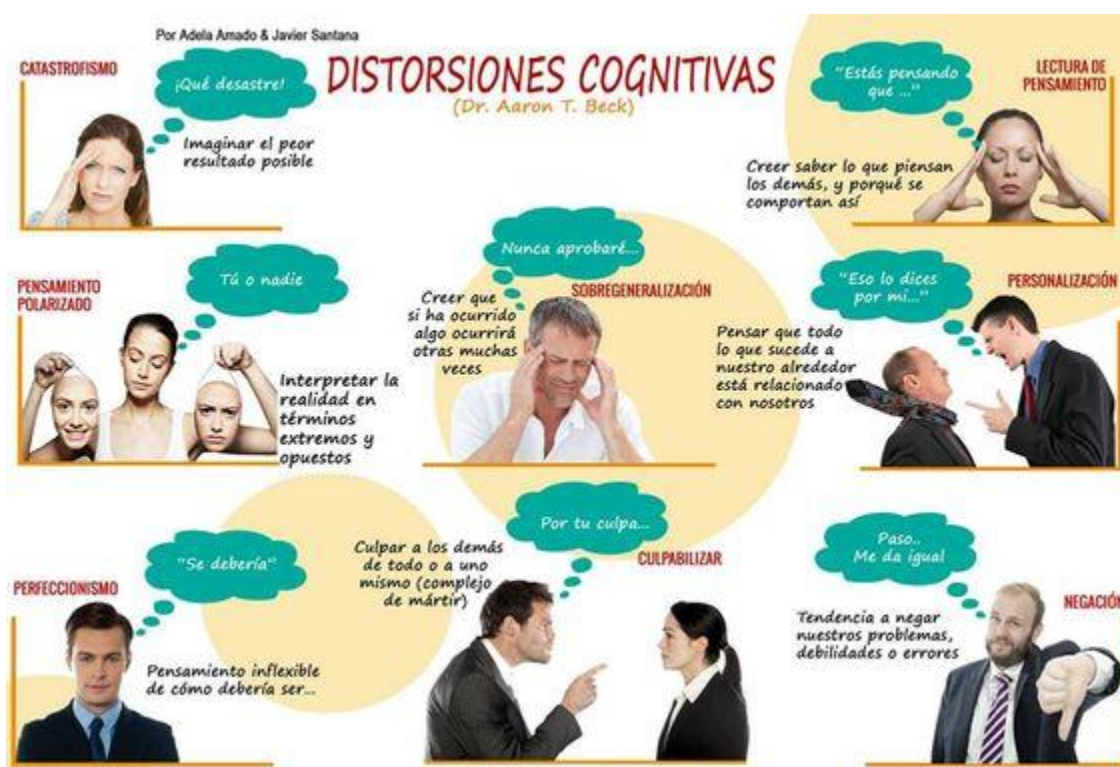 Por Adela Amado & Javier Santana
DISTORSIONES COGNITIVAS
(Dr. Aaron T. Beck)
CATASTROFISMO
¡Qué desastre!
Imaginar el peor
resultado posible
"Estás pensando
que ..."
LECTURA DE
PENSAMIENTO
Creer saber lo que piensan
los demás, y porqué se
comportan así
PENSAMIENTO
POLARIZADO
Tú o nadie
Interpretar la
realidad en
términos
extremos y
opuestos
Nunca aprobaré...
SOBREGENERALIZACIÓN
Creer que
si ha ocurrido
algo ocurrirá
otras muchas
veces
"Eso lo dices
por mi..."
PERSONALIZACIÓN
Pensar que todo
lo que sucede a
nuestro alrededor
está relacionado
con nosotros
PERFECCIONISMO
"Se debería"
Pensamiento inflexible
de cómo debería ser...
Por tu culpa...
CULPABILIZAR
Culpar a los demás
de todo o a uno
mismo (complejo
de mártir)
Paso..
Me da igual
NEGACIÓN
Tendencia a negar
nuestros problemas,
debilidades o errores